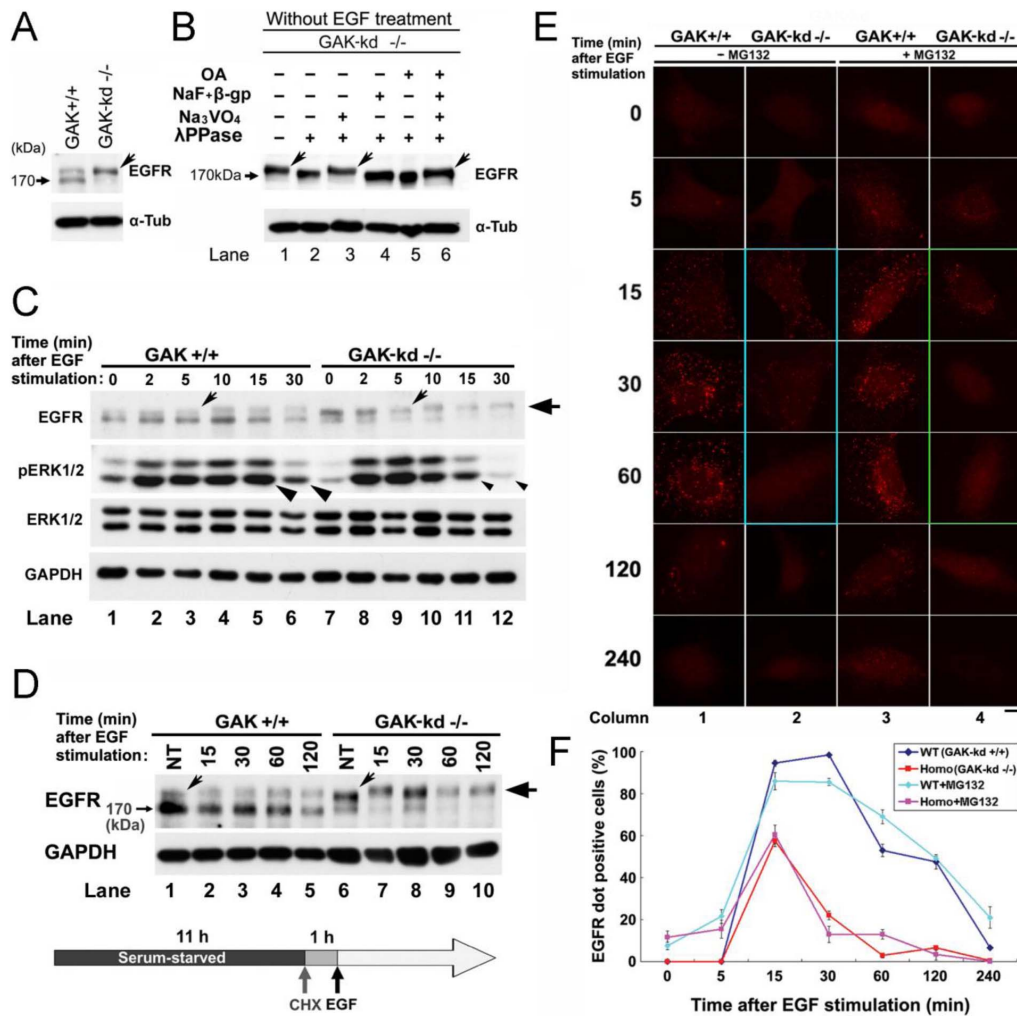 A
GAK+/+
GAK-kd -/-
(kDa)
170
EGFR
α-Tub
B
Without EGF treatment
GAK-kd -/-
OA – – – – + +
NaF+β-gp – – – + – +
Na₃VO₄ – – + – – +
λPPase – + + + + +
170kDa
EGFR
α-Tub
Lane 1 2 3 4 5 6
C
Time (min)
after EGF
stimulation:
GAK +/+
GAK-kd -/-
0 2 5 10 15 30 0 2 5 10 15 30
EGFR
pERK1/2
ERK1/2
GAPDH
Lane 1 2 3 4 5 6 7 8 9 10 11 12
D
Time (min)
after EGF
stimulation:
GAK +/+
GAK-kd -/-
NT 15 30 60 120 NT 15 30 60 120
EGFR
170
(kDa)
GAPDH
Lane 1 2 3 4 5 6 7 8 9 10
11 h
1 h
Serum-starved
CHX EGF
E
Time (min)
after EGF
stimulation
GAK+/+ GAK-kd -/- GAK+/+ GAK-kd -/-
– MG132
+ MG132
0
5
15
30
60
120
240
Column 1 2 3 4
F
EGFR dot positive cells (%)
100
80
60
40
20
0
WT (GAK-kd +/+)
Homo(GAK-kd -/-)
WT+MG132
Homo+MG132
0 5 15 30 60 120 240
Time after EGF stimulation (min)